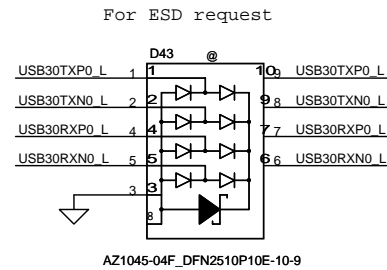 For ESD request
D43 @
USB30TXP0_L 1 1 10 9 USB30TXP0_L
USB30TXN0_L 2 2 9 8 USB30TXN0_L
USB30RXP0_L 4 4 7 7 USB30RXP0_L
USB30RXN0_L 5 5 6 6 USB30RXN0_L
3 3
8
AZ1045-04F_DFN2510P10E-10-9